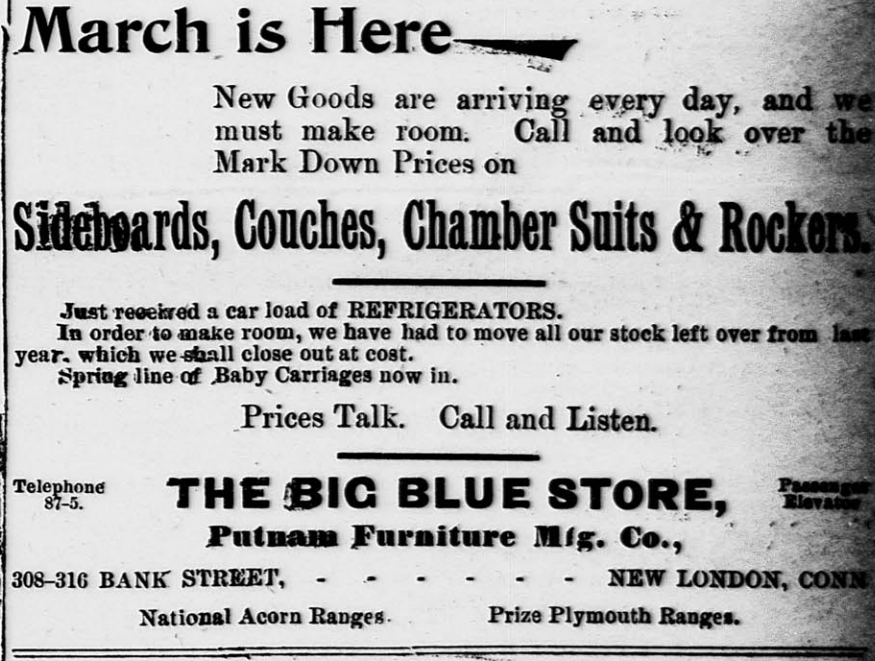 March is Here
New Goods are arriving every day, and we
must make room. Call and look over the
Mark Down Prices on
Sideboards, Couches, Chamber Suits & Rockers.
Just received a car load of REFRIGERATORS.
In order to make room, we have had to move all our stock left over from last
year, which we shall close out at cost.
Spring line of Baby Carriages now in.
Prices Talk. Call and Listen.
Telephone
87-5.
THE BIG BLUE STORE,
Passenger
Elevator
Putnam Furniture Mfg. Co.,
308-316 BANK STREET, - - - - - - NEW LONDON, CONN
National Acorn Ranges. Prize Plymouth Ranges.